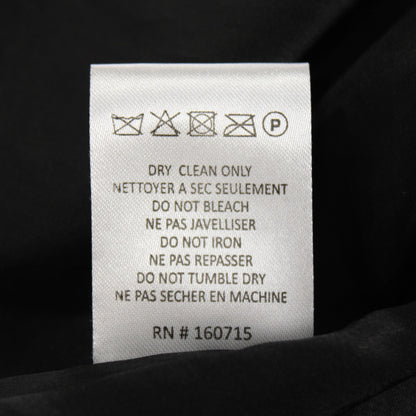 P
DRY CLEAN ONLY
NETTOYER A SEC SEULEMENT
DO NOT BLEACH
NE PAS JAVELLISER
DO NOT IRON
NE PAS REPASSER
DO NOT TUMBLE DRY
NE PAS SECHER EN MACHINE
RN # 160715